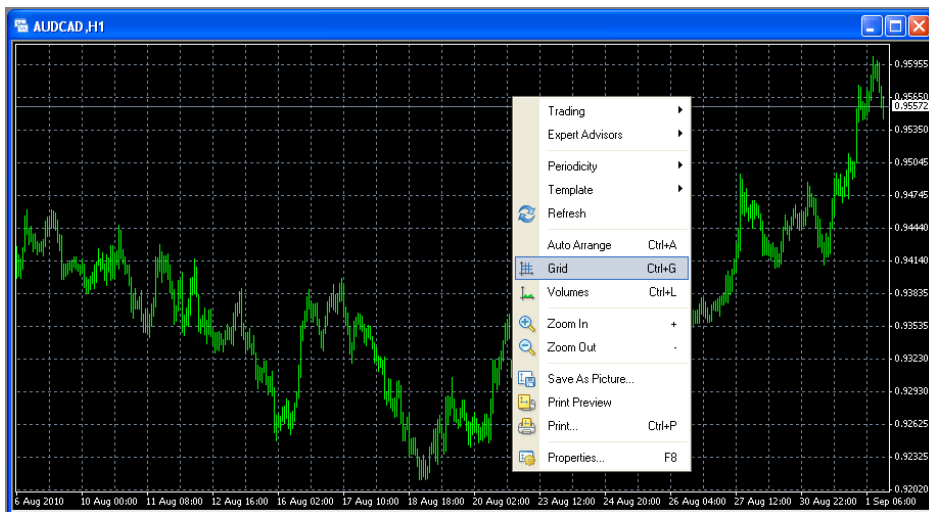 AUDCAD,H1
0.95955
0.95650
0.95572
0.95350
0.95045
0.94745
0.94440
0.94140
0.93835
0.93535
0.93230
0.92930
0.92625
0.92325
0.92020
Trading
Expert Advisors
Periodicity
Template
Refresh
Auto Arrange Ctrl+A
Grid Ctrl+G
Volumes Ctrl+L
Zoom In +
Zoom Out -
Save As Picture...
Print Preview
Print... Ctrl+P
Properties... F8
6 Aug 2010 10 Aug 00:00 11 Aug 08:00 12 Aug 16:00 16 Aug 02:00 17 Aug 10:00 18 Aug 18:00 20 Aug 02:00 23 Aug 12:00 24 Aug 20:00 26 Aug 04:00 27 Aug 12:00 30 Aug 22:00 1 Sep 06:00